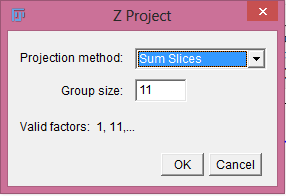 Z Project
Projection method: Sum Slices
Group size: 11
Valid factors: 1, 11,...
OK Cancel